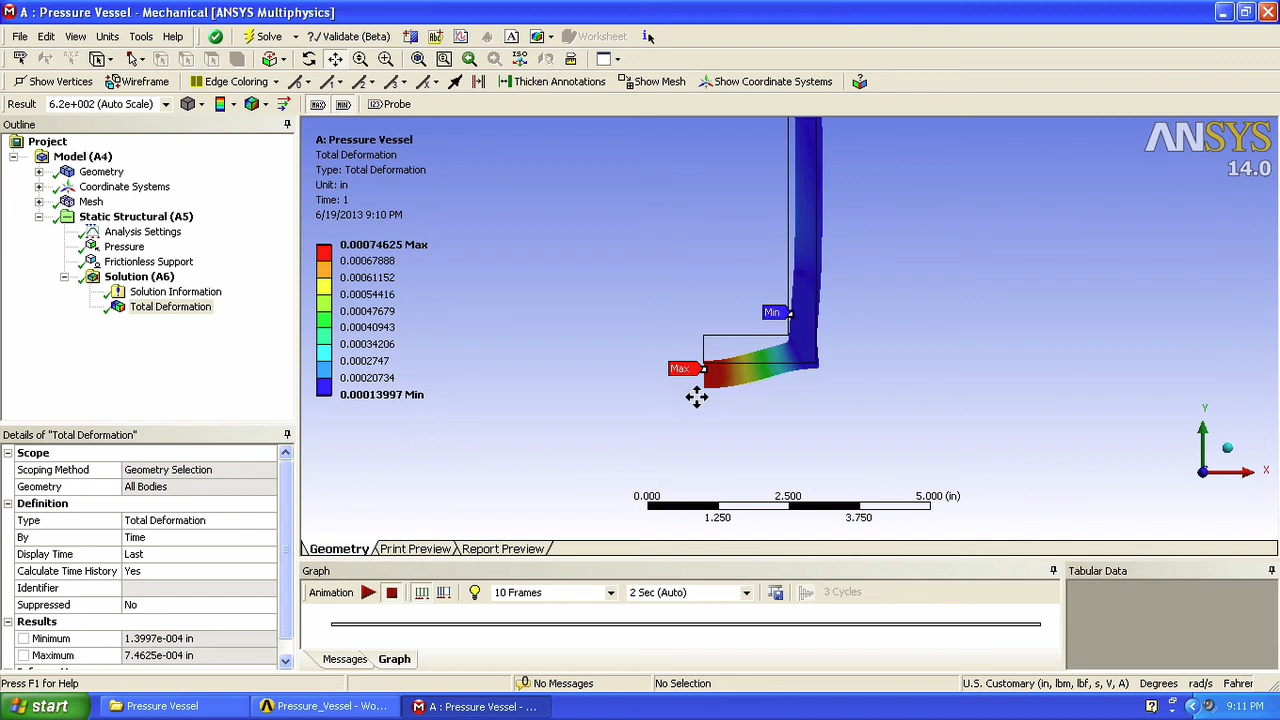 A : Pressure Vessel - Mechanical [ANSYS Multiphysics]
File Edit View Units Tools Help Solve ?/ Validate (Beta) Worksheet
Show Vertices Wireframe Edge Coloring Thicken Annotations Show Mesh Show Coordinate Systems
Result 6.2e+002 (Auto Scale) MAX MIN Probe
Outline
Project
Model (A4)
Geometry
Coordinate Systems
Mesh
Static Structural (A5)
Analysis Settings
Pressure
Frictionless Support
Solution (A6)
Solution Information
Total Deformation
A: Pressure Vessel
Total Deformation
Type: Total Deformation
Unit: in
Time: 1
6/19/2013 9:10 PM
0.00074625 Max
0.00067888
0.00061152
0.00054416
0.00047679
0.00040943
0.00034206
0.0002747
0.00020734
0.00013997 Min
ANSYS
14.0
Min
Max
Y
X
0.000 2.500 5.000 (in)
1.250 3.750
Details of "Total Deformation"
Scope
Scoping Method Geometry Selection
Geometry All Bodies
Definition
Type Total Deformation
By Time
Display Time Last
Calculate Time History Yes
Identifier
Suppressed No
Results
Minimum 1.3997e-004 in
Maximum 7.4625e-004 in
Geometry Print Preview Report Preview
Graph
Animation 10 Frames 2 Sec (Auto) 3 Cycles
Messages Graph
Tabular Data
Press F1 for Help No Messages No Selection U.S. Customary (in, lbm, lbf, s, V, A) Degrees rad/s Fahrer
start Pressure Vessel Pressure_Vessel - Wo... A : Pressure Vessel - ... 9:11 PM